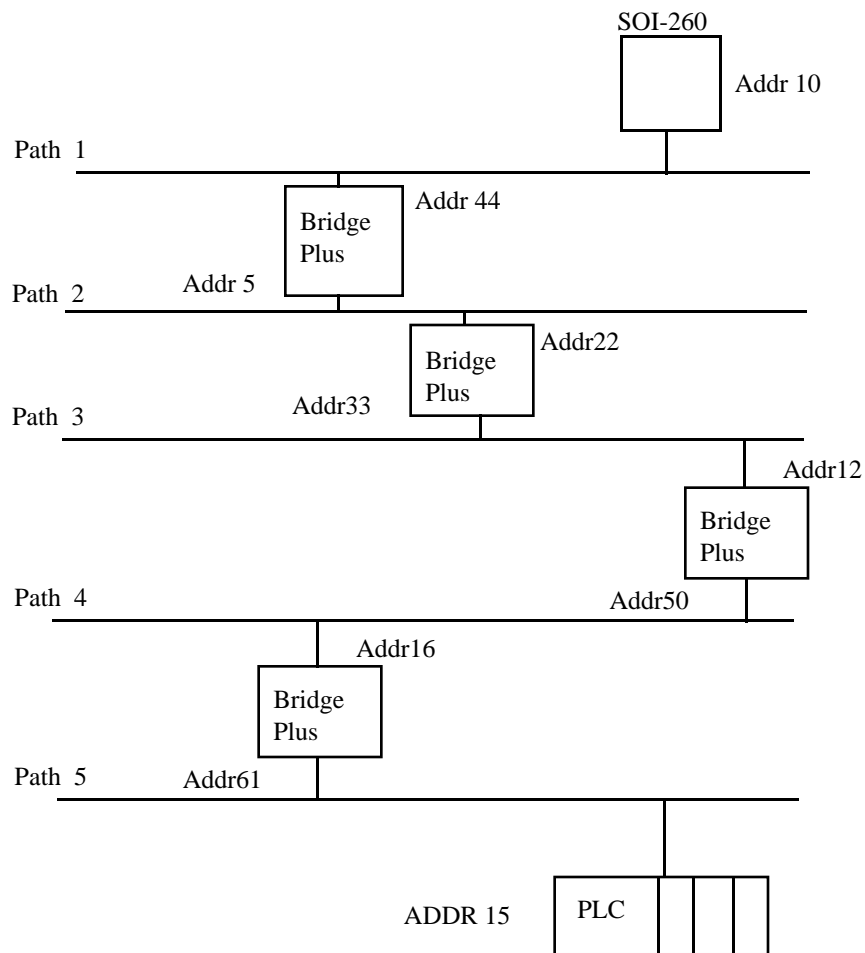 SOI-260
Addr 10
Path 1
Addr 44
Bridge
Plus
Addr 5
Path 2
Addr22
Bridge
Plus
Addr33
Path 3
Addr12
Bridge
Plus
Path 4
Addr50
Addr16
Bridge
Plus
Path 5
Addr61
ADDR 15
PLC